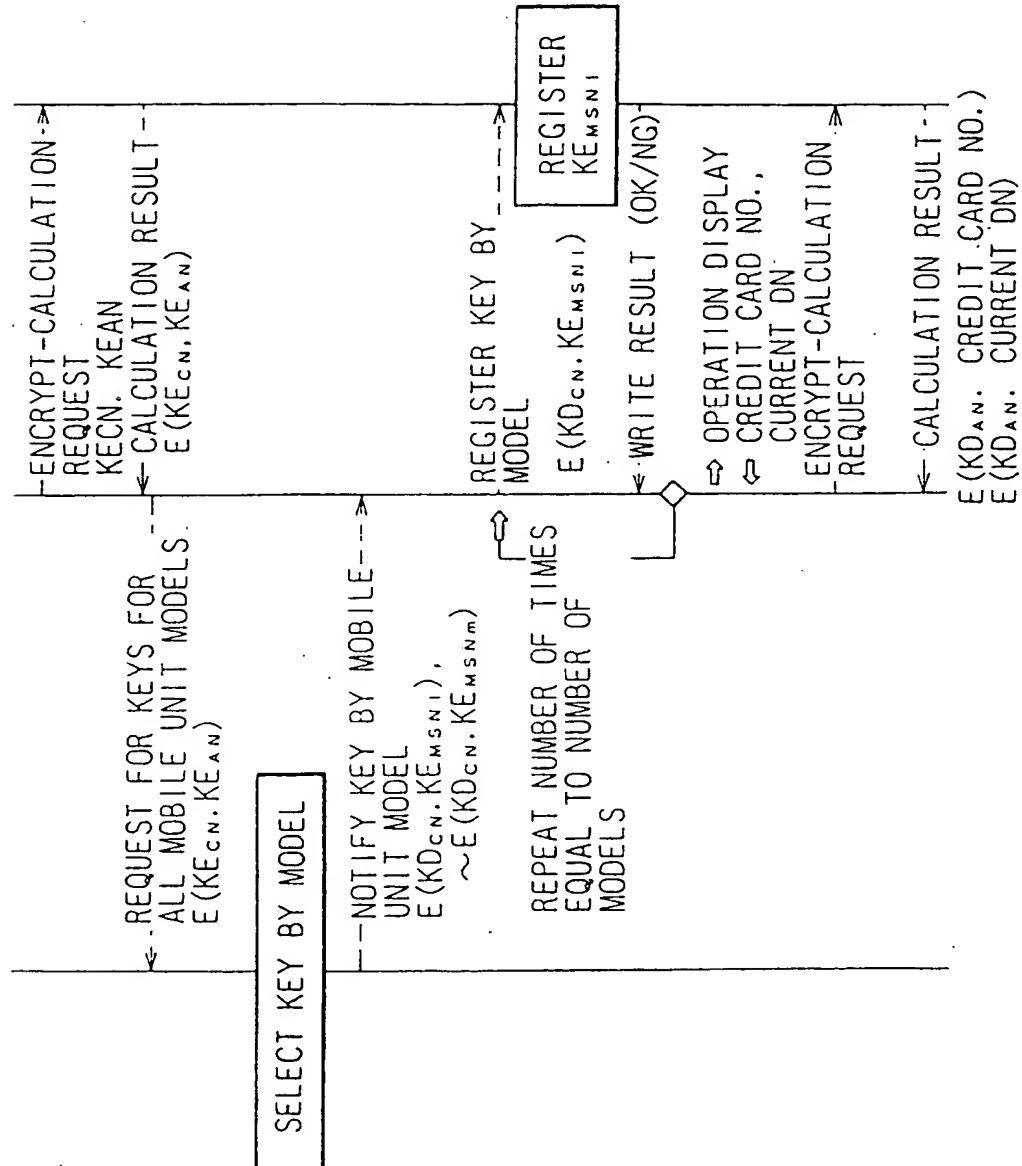 ENCRYPT-CALCULATION
REQUEST
KECN. KEAN
CALCULATION RESULT
E(KECN, KEAN)
REQUEST FOR KEYS FOR
ALL MOBILE UNIT MODELS
E(KECN.KEAN)
SELECT KEY BY MODEL
NOTIFY KEY BY MOBILE
UNIT MODEL
E(KDCN.KEMSN1),
~E(KDCN.KEMSNm)
REGISTER KEY BY
MODEL
E(KDCN.KEMSN1)
REGISTER
KEMSN1
REPEAT NUMBER OF TIMES
EQUAL TO NUMBER OF
MODELS
WRITE RESULT (OK/NG)
OPERATION DISPLAY
CREDIT CARD NO.,
CURRENT DN
ENCRYPT-CALCULATION
REQUEST
CALCULATION RESULT
E(KDAN. CREDIT CARD NO.)
E(KDAN. CURRENT DN)